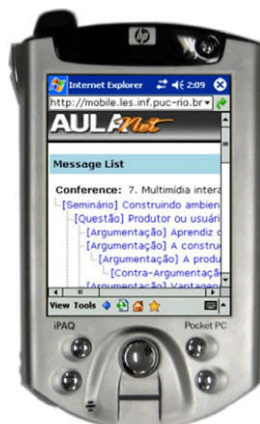 hp
Internet Explorer 2:09
http://mobile.les.inf.puc-rio.br
AULANet
Message List
Conference: 7. Multimídia intera
[Seminário] Construindo ambien
[Questão] Produtor ou usuári
[Argumentação] Aprendiz c
[Argumentação] A constru
[Argumentação] A produ
[Contra-Argumentação
[Argumentação] Vantagen
View Tools
iPAQ Pocket PC